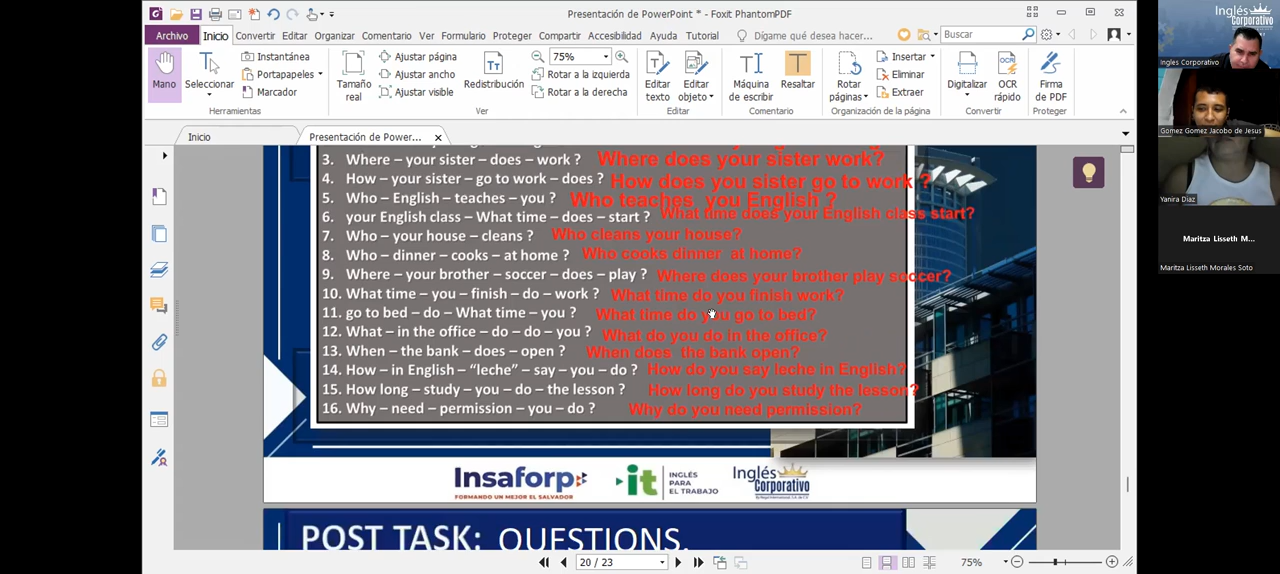 Presentación de PowerPoint * - Foxit PhantomPDF
Archivo Inicio Convertir Editar Organizar Comentario Ver Formulario Proteger Compartir Accesibilidad Ayuda Tutorial Dígame qué desea hacer... Buscar
Mano
Seleccionar
Instantánea
Portapapeles
Marcador
Herramientas
Tamaño real
Ajustar página
Ajustar ancho
Ajustar visible
Redistribución
75%
Rotar a la izquierda
Rotar a la derecha
Ver
Editar texto
Editar objeto
Editar
Máquina de escribir
Resaltar
Comentario
Rotar páginas
Insertar
Eliminar
Extraer
Organización de la página
Digitalizar
OCR rápido
Convertir
Firma de PDF
Proteger
Inicio
Presentación de Power...
3. Where – your sister – does – work ? Where does your sister work?
4. How – your sister – go to work – does ? How does you sister go to work ?
5. Who – English – teaches – you ? Who teaches you English ?
6. your English class – What time – does – start ? What time does your English class start?
7. Who – your house – cleans ? Who cleans your house?
8. Who – dinner – cooks – at home ? Who cooks dinner at home?
9. Where – your brother – soccer – does – play ? Where does your brother play soccer?
10. What time – you – finish – do – work ? What time do you finish work?
11. go to bed – do – What time – you ? What time do you go to bed?
12. What – in the office – do – do – you ? What do you do in the office?
13. When – the bank – does – open ? When does the bank open?
14. How – in English – “leche” – say – you – do ? How do you say leche in English?
15. How long – study – you – do – the lesson ? How long do you study the lesson?
16. Why – need – permission – you – do ? Why do you need permission?
Insaforp
FORMANDO UN MEJOR EL SALVADOR
it
INGLÉS PARA EL TRABAJO
Inglés Corporativo
POST TASK: QUESTIONS.
20 / 23
75%
Inglés Corporativo
Ingles Corporativo
Gomez Gomez Jacobo de Jesus
Yanira Diaz
Maritza Lisseth M...
Maritza Lisseth Morales Soto